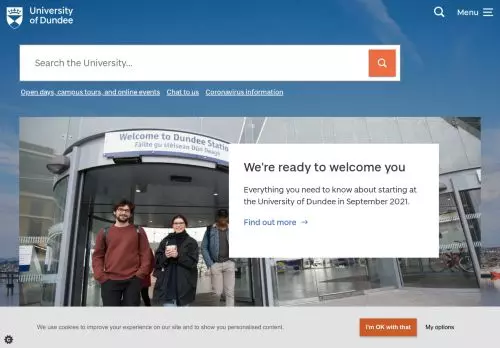 University
of Dundee
Menu
Search the University...
Open days, campus tours, and online events Chat to us Coronavirus information
Welcome to Dundee Statio
Fàilte gu stèisean Dùn Deagh
We're ready to welcome you
Everything you need to know about starting at
the University of Dundee in September 2021.
Find out more →
We use cookies to improve your experience on our site and to show you personalised content.
I'm OK with that
My options